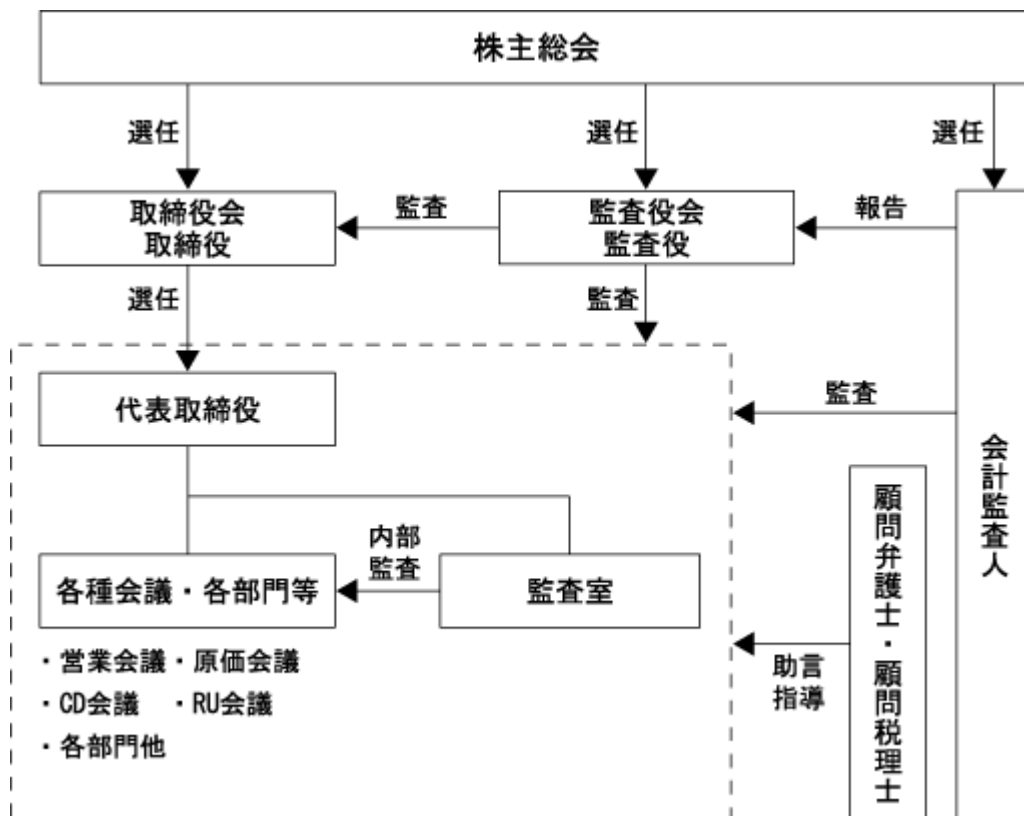 株主総会
選任
選任
選任
取締役会
取締役
監査
監査役会
監査役
報告
選任
監査
代表取締役
監査
会計監査人
顧問弁護士・顧問税理士
内部
監査
各種会議・各部門等
監査室
・営業会議・原価会議
・CD会議 ・RU会議
・各部門他
助言
指導